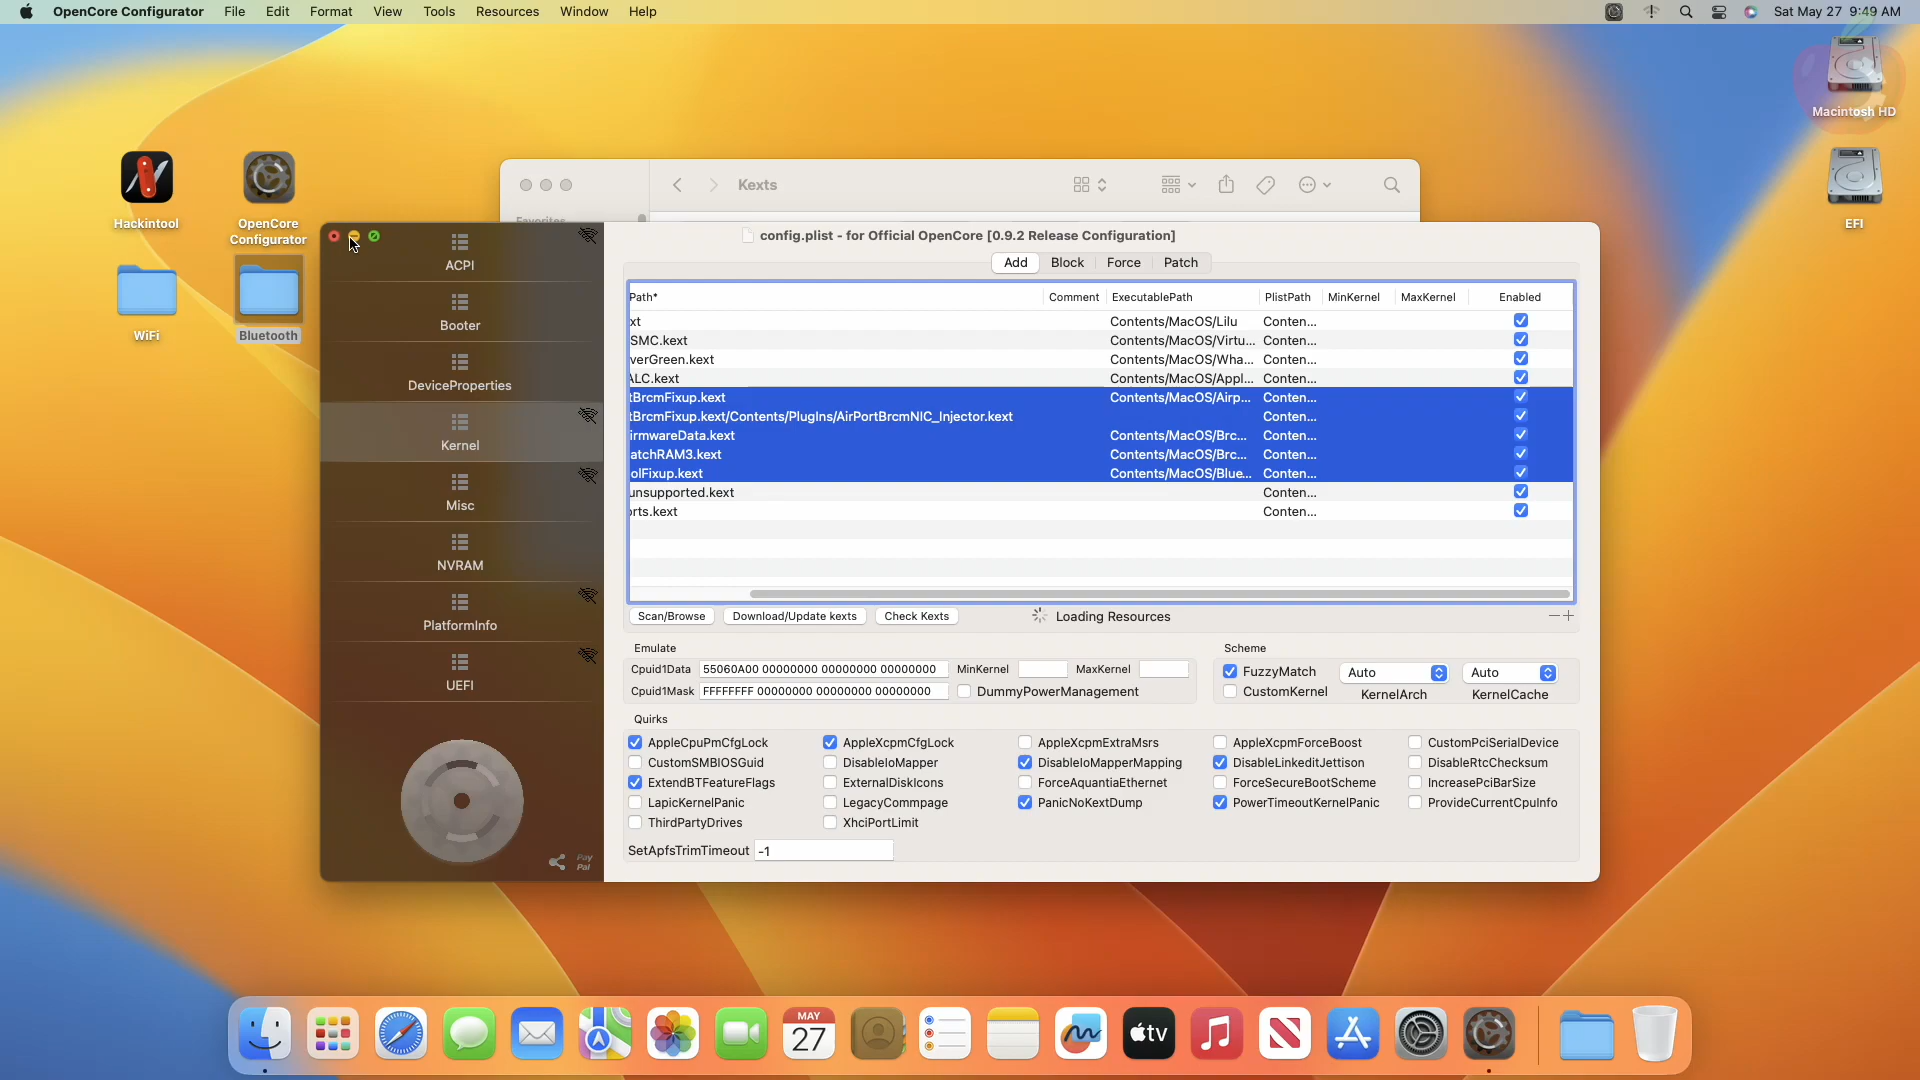 OpenCore Configurator File Edit Format View Tools Resources Window Help Sat May 27 9:49 AM
Macintosh HD
EFI
Hackintool
OpenCore
Configurator
WiFi
Bluetooth
Kexts
Favorites
config.plist - for Official OpenCore [0.9.2 Release Configuration]
ACPI
Booter
DeviceProperties
Kernel
Misc
NVRAM
PlatformInfo
UEFI
Pay
Pal
Add Block Force Patch
Path* Comment ExecutablePath PlistPath MinKernel MaxKernel Enabled
xt Contents/MacOS/Lilu Conten...
SMC.kext Contents/MacOS/Virtu... Conten...
verGreen.kext Contents/MacOS/Wha... Conten...
ALC.kext Contents/MacOS/Appl... Conten...
tBrcmFixup.kext Contents/MacOS/Airp... Conten...
tBrcmFixup.kext/Contents/PlugIns/AirPortBrcmNIC_Injector.kext Conten...
irmwareData.kext Contents/MacOS/Brc... Conten...
atchRAM3.kext Contents/MacOS/Brc... Conten...
olFixup.kext Contents/MacOS/Blue... Conten...
unsupported.kext Conten...
orts.kext Conten...
Scan/Browse Download/Update kexts Check Kexts Loading Resources
Emulate
Cpuid1Data 55060A00 00000000 00000000 00000000 MinKernel MaxKernel
Cpuid1Mask FFFFFFFF 00000000 00000000 00000000 DummyPowerManagement
Scheme
FuzzyMatch Auto Auto
CustomKernel KernelArch KernelCache
Quirks
AppleCpuPmCfgLock AppleXcpmCfgLock AppleXcpmExtraMsrs AppleXcpmForceBoost CustomPciSerialDevice
CustomSMBIOSGuid DisableIoMapper DisableIoMapperMapping DisableLinkeditJettison DisableRtcChecksum
ExtendBTFeatureFlags ExternalDiskIcons ForceAquantiaEthernet ForceSecureBootScheme IncreasePciBarSize
LapicKernelPanic LegacyCommpage PanicNoKextDump PowerTimeoutKernelPanic ProvideCurrentCpuInfo
ThirdPartyDrives XhciPortLimit
SetApfsTrimTimeout -1
MAY
27
tv